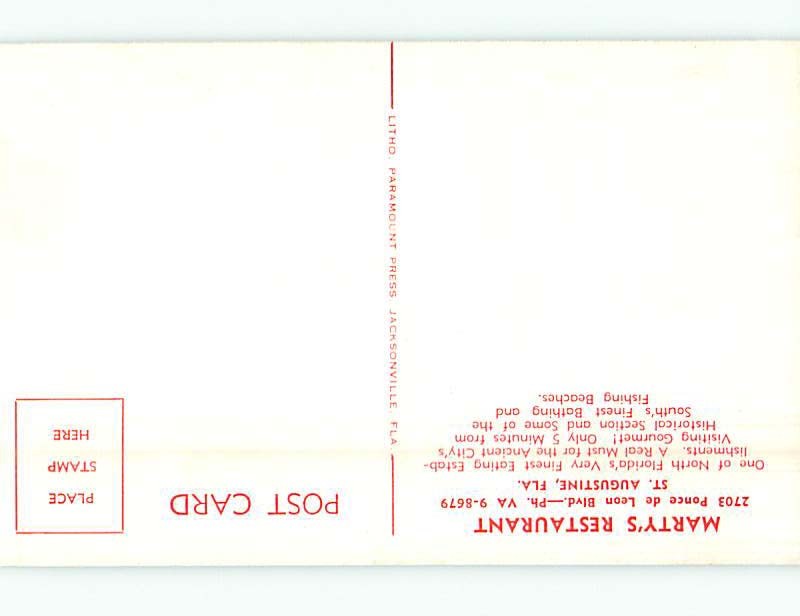 MARTY'S RESTAURANT
2703 Ponce de Leon Blvd.—Ph. VA 9-8679
ST. AUGUSTINE, FLA.
One of North Florida's Very Finest Eating Estab-
lishments. A Real Must for the Ancient City's
Visiting Gourmet! Only 5 Minutes from
Historical Section and Some of the
South's Finest Bathing and
Fishing Beaches.
LITHO. PARAMOUNT PRESS JACKSONVILLE, FLA
POST CARD
PLACE
STAMP
HERE